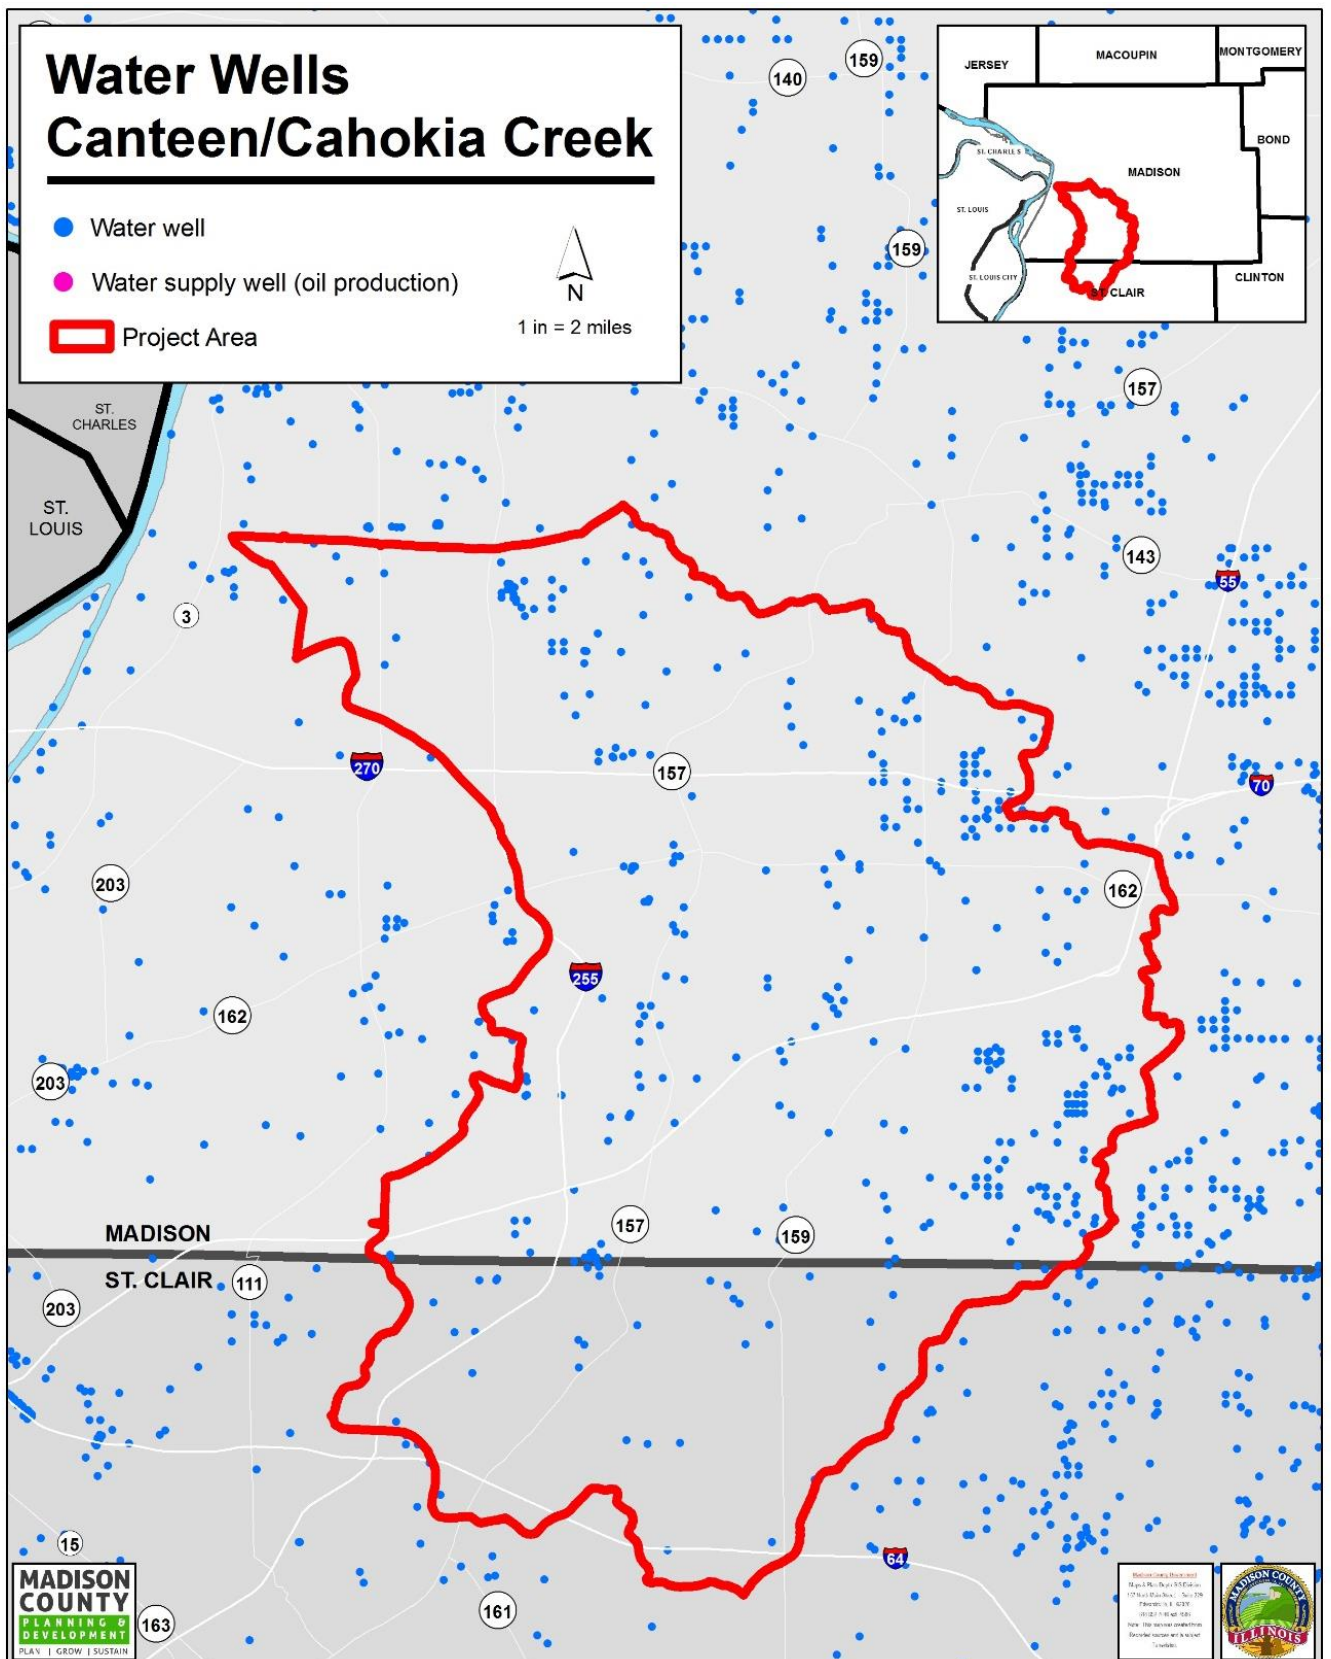 Water Wells
Canteen/Cahokia Creek
Water well
Water supply well (oil production)
Project Area
N
1 in = 2 miles
JERSEY
MACOUPIN
MONTGOMERY
BOND
ST. CHARLES
MADISON
ST. LOUIS
ST. LOUIS CITY
ST. CLAIR
CLINTON
140
159
159
157
ST.
CHARLES
ST.
LOUIS
143
55
3
270
157
70
203
162
255
162
203
MADISON
157
159
ST. CLAIR
111
203
15
64
161
163
MADISON
COUNTY
PLANNING &
DEVELOPMENT
PLAN | GROW | SUSTAIN
MADISON COUNTY
ILLINOIS